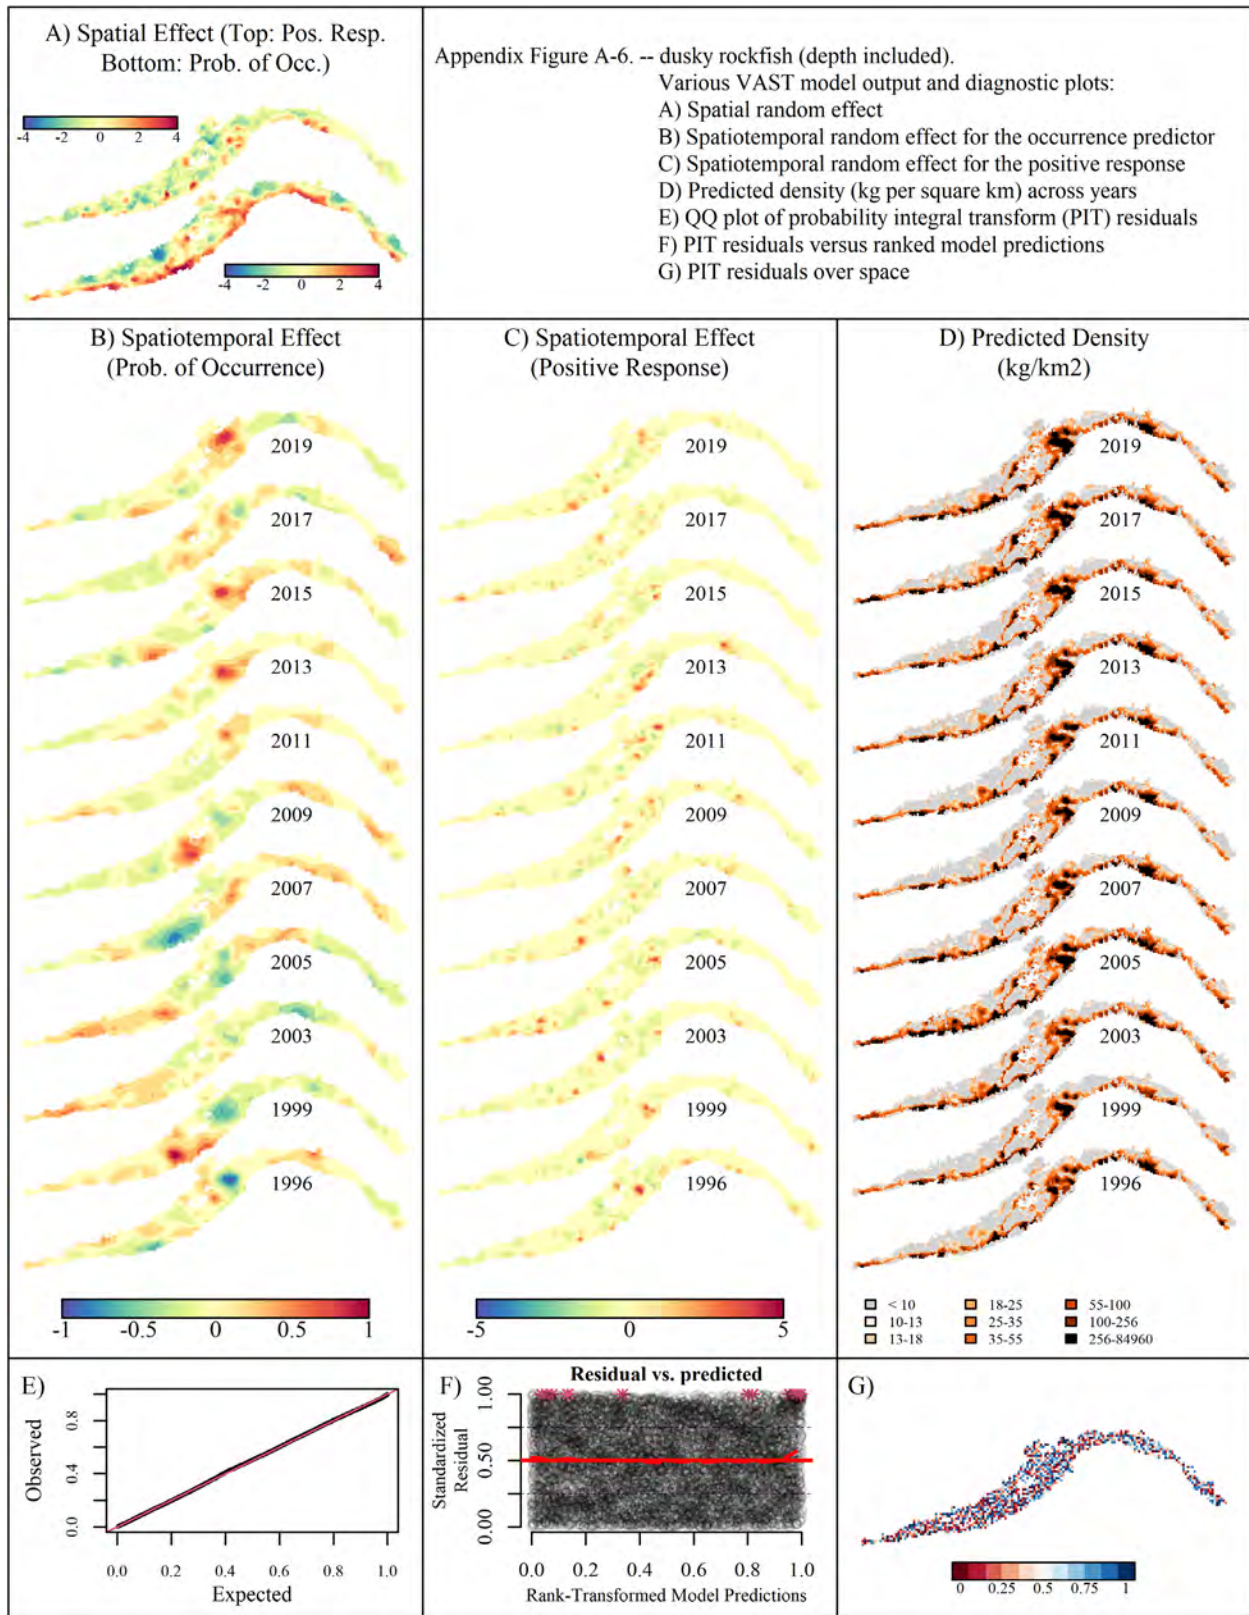 A) Spatial Effect (Top: Pos. Resp.
Bottom: Prob. of Occ.)
-4 -2 0 2 4
-4 -2 0 2 4
Appendix Figure A-6. -- dusky rockfish (depth included).
Various VAST model output and diagnostic plots:
A) Spatial random effect
B) Spatiotemporal random effect for the occurrence predictor
C) Spatiotemporal random effect for the positive response
D) Predicted density (kg per square km) across years
E) QQ plot of probability integral transform (PIT) residuals
F) PIT residuals versus ranked model predictions
G) PIT residuals over space
B) Spatiotemporal Effect
(Prob. of Occurrence)
2019
2017
2015
2013
2011
2009
2007
2005
2003
1999
1996
-1 -0.5 0 0.5 1
C) Spatiotemporal Effect
(Positive Response)
2019
2017
2015
2013
2011
2009
2007
2005
2003
1999
1996
-5 0 5
D) Predicted Density
(kg/km2)
2019
2017
2015
2013
2011
2009
2007
2005
2003
1999
1996
< 10 18-25 55-100
10-13 25-35 100-256
13-18 35-55 256-84960
E)
Observed
0.0 0.4 0.8
0.0 0.2 0.4 0.6 0.8 1.0
Expected
F)
Residual vs. predicted
Standardized
Residual
0.00 0.50 1.00
0.0 0.2 0.4 0.6 0.8 1.0
Rank-Transformed Model Predictions
G)
0 0.25 0.5 0.75 1